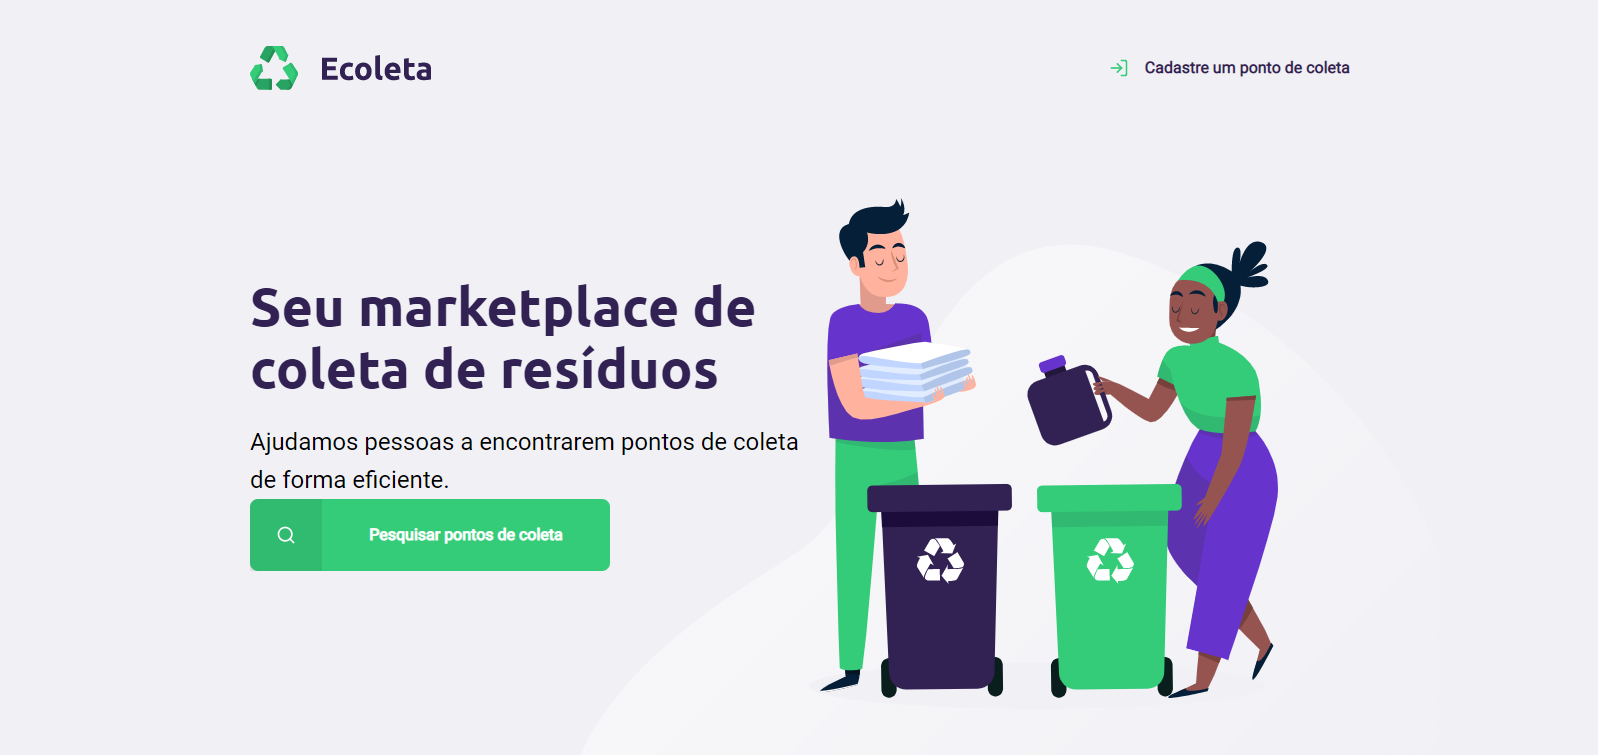 Ecoleta
Cadastre um ponto de coleta
Seu marketplace de
coleta de resíduos
Ajudamos pessoas a encontrarem pontos de coleta
de forma eficiente.
Pesquisar pontos de coleta